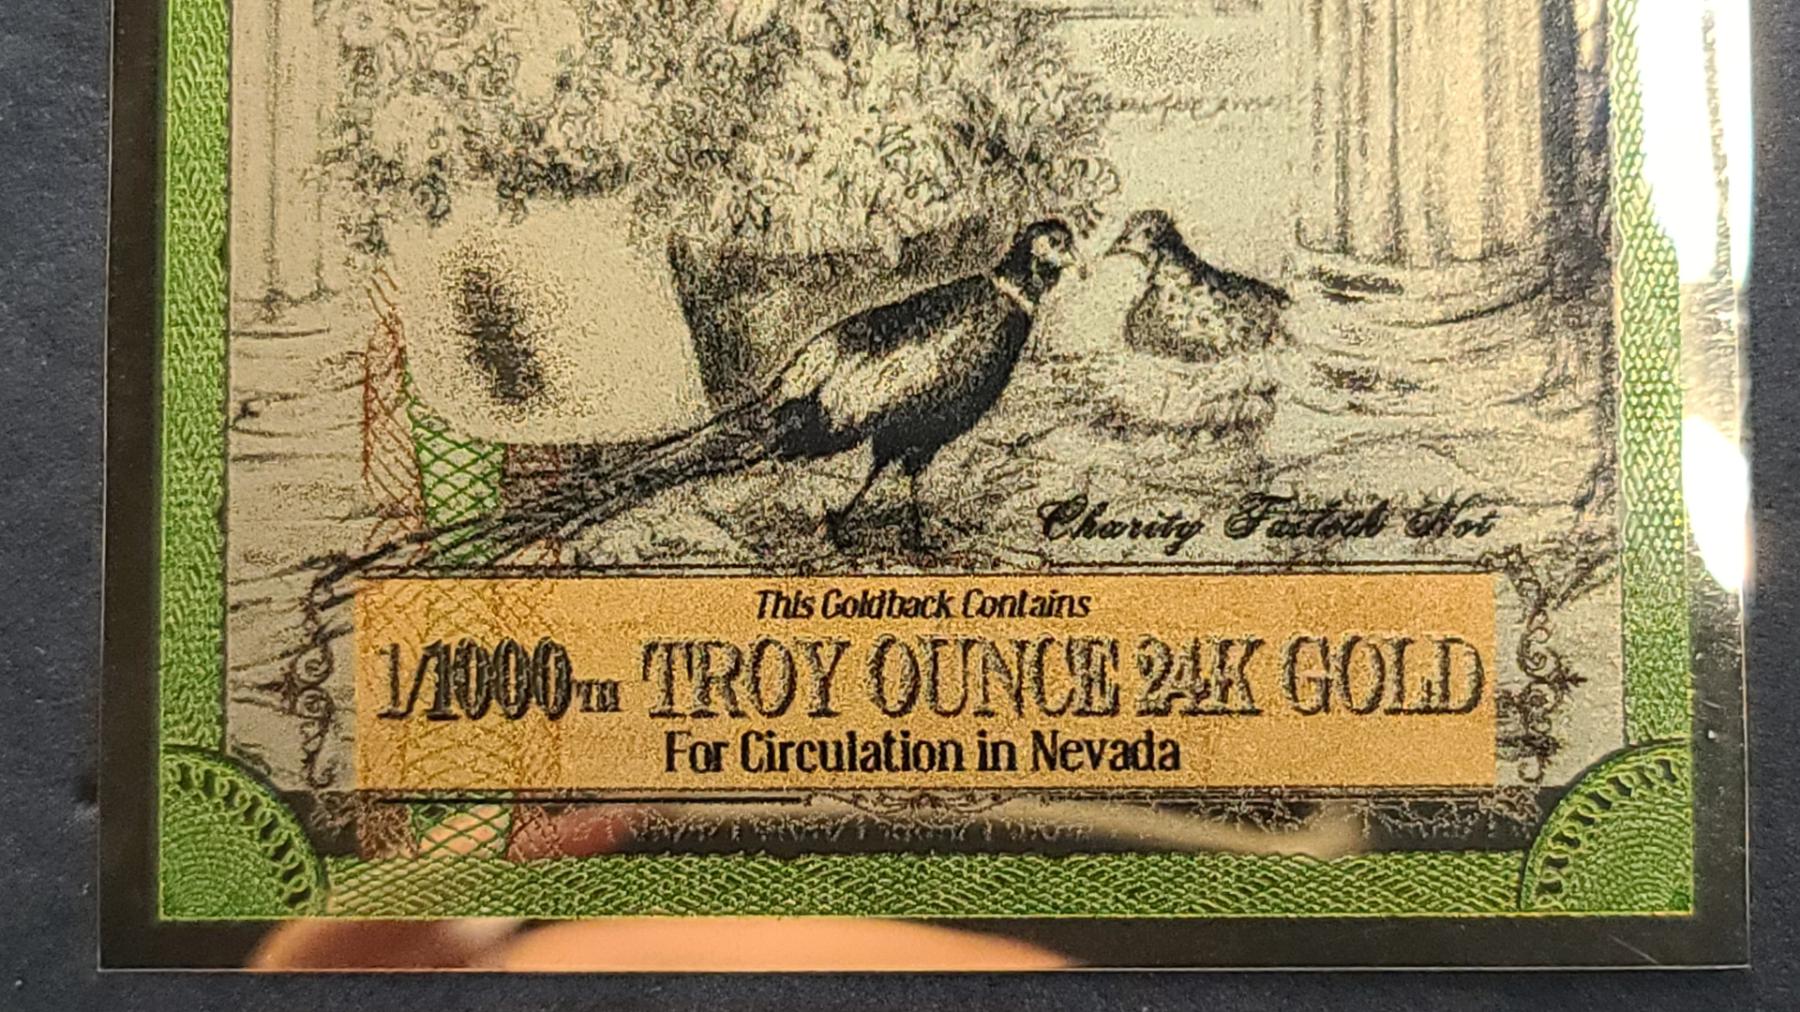 Charity Faileth Not
This Goldback Contains
1/1000TH TROY OUNCE 24K GOLD
For Circulation in Nevada